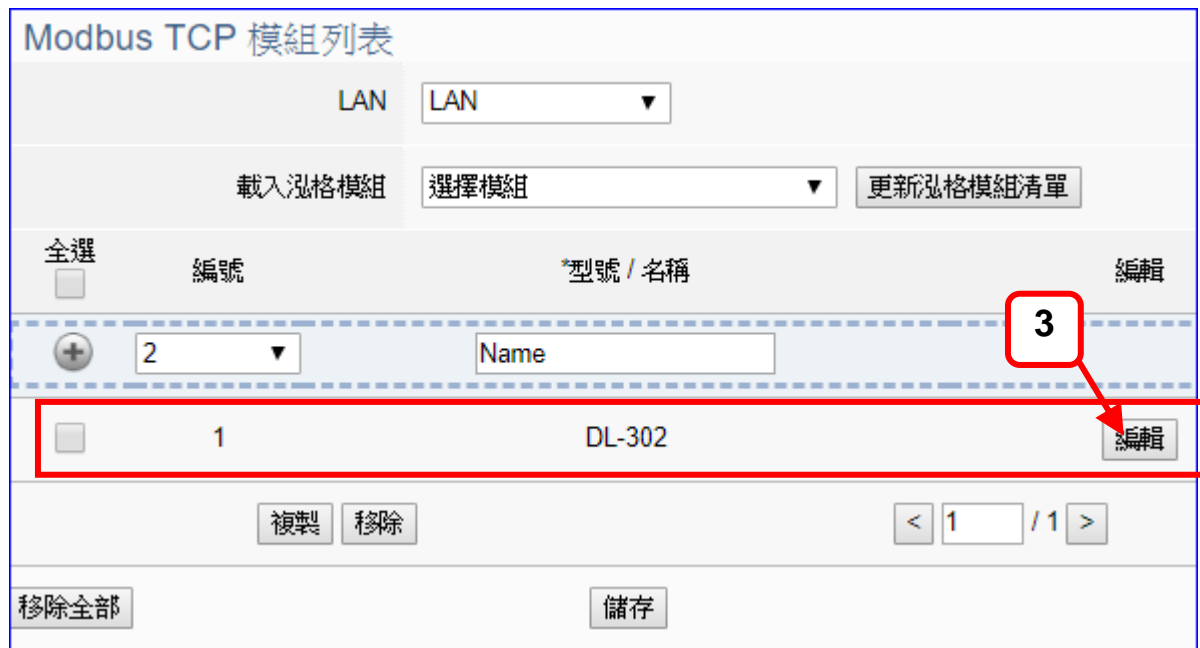 Modbus TCP 模組列表
LAN LAN ▼
載入泓格模組 選擇模組 ▼ 更新泓格模組清單
全選 編號 *型號 / 名稱 編輯
2 ▼ Name
3
1 DL-302 編輯
複製 移除 < 1 / 1 >
移除全部 儲存